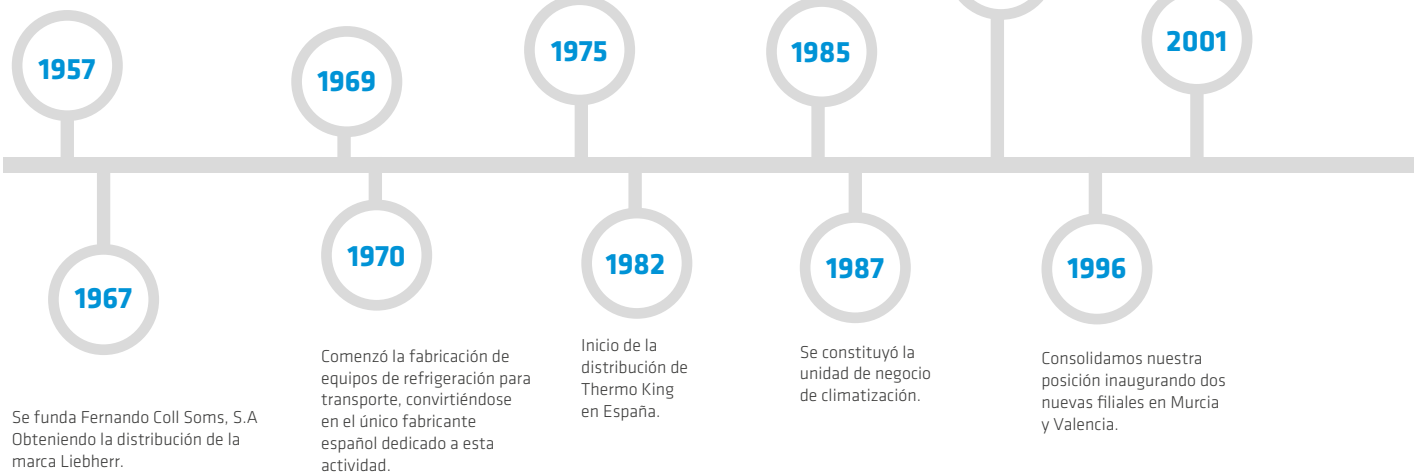 1957
1969
1975
1985
2001
1967
1970
1982
1987
1996
Se funda Fernando Coll Soms, S.A
Obteniendo la distribución de la
marca Liebherr.
Comenzó la fabricación de
equipos de refrigeración para
transporte, convirtiéndose
en el único fabricante
español dedicado a esta
actividad.
Inicio de la
distribución de
Thermo King
en España.
Se constituyó la
unidad de negocio
de climatización.
Consolidamos nuestra
posición inaugurando dos
nuevas filiales en Murcia
y Valencia.